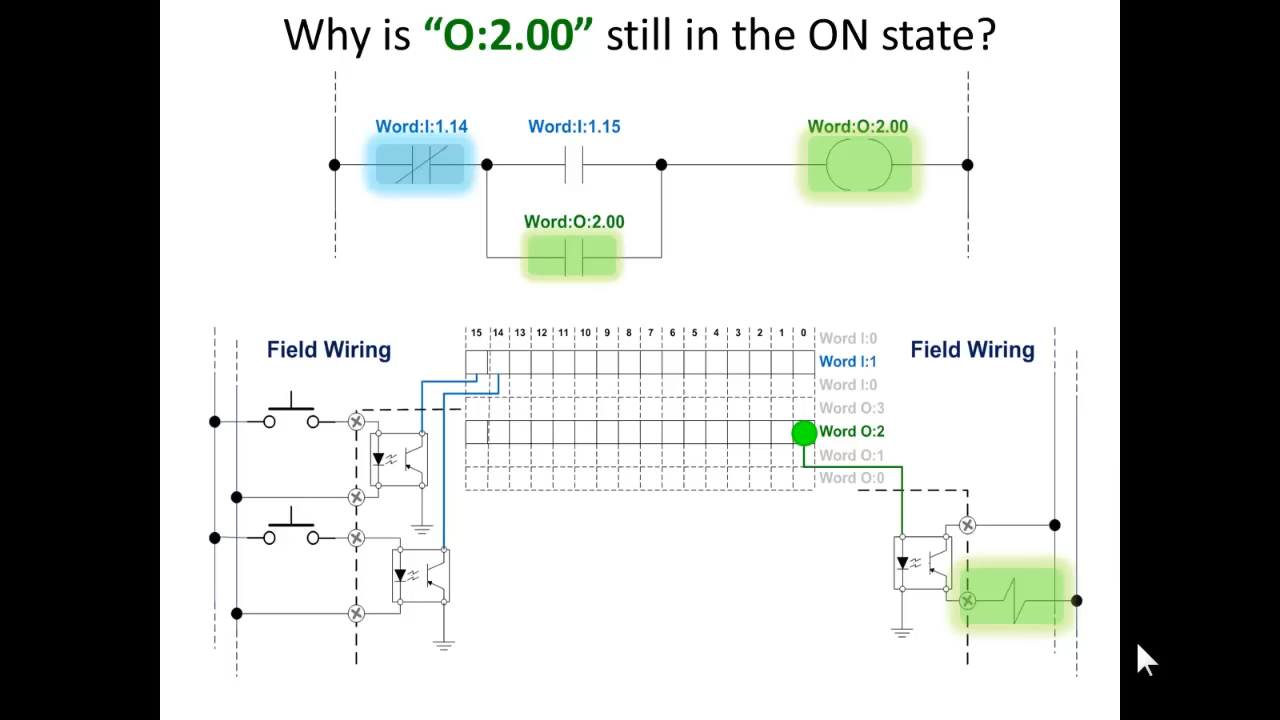 Why is “O:2.00” still in the ON state?
Word:I:1.14 Word:I:1.15 Word:O:2.00
Word:O:2.00
15 14 13 12 11 10 9 8 7 6 5 4 3 2 1 0
Word I:0
Field Wiring Field Wiring
Word I:1
Word I:0
Word O:3
Word O:2
Word O:1
Word O:0